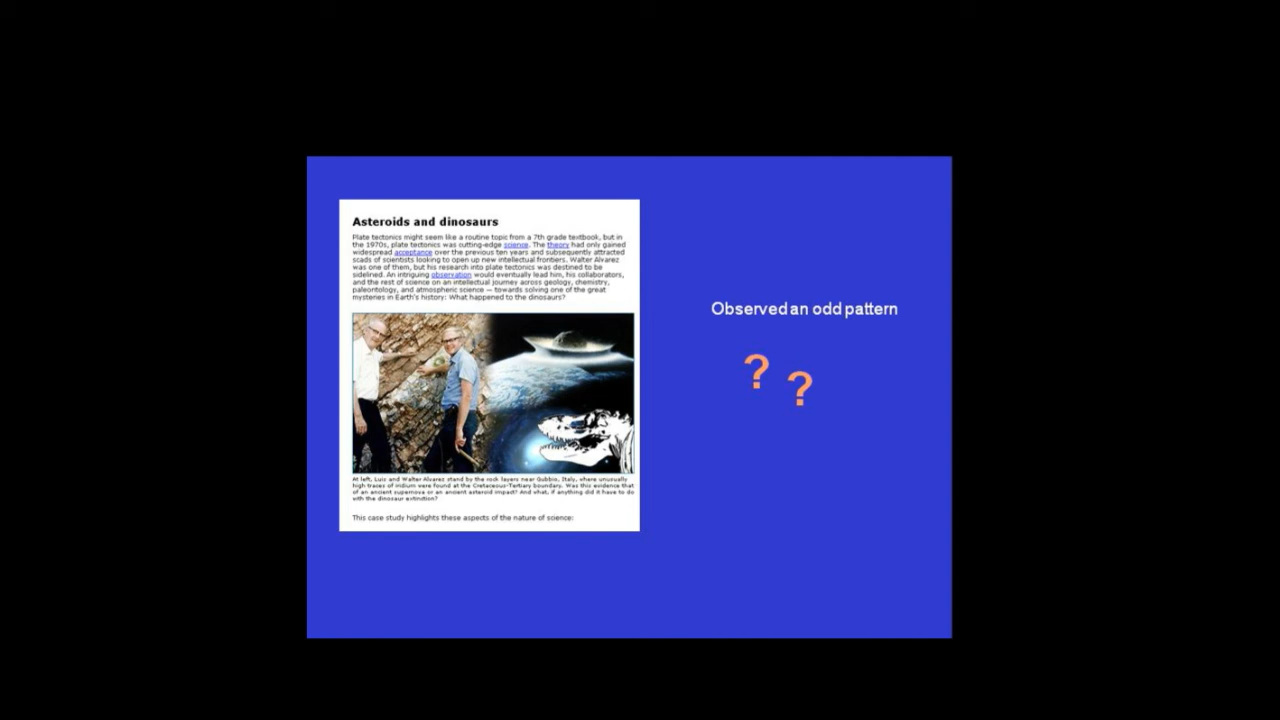 Asteroids and dinosaurs
Plate tectonics might seem like a routine topic from a 7th grade textbook, but in
the 1970s, plate tectonics was cutting-edge science. The theory had only gained
widespread acceptance over the previous ten years and subsequently attracted
scads of scientists looking to open up new intellectual frontiers. Walter Alvarez
was one of them, but his research into plate tectonics was destined to be
sidelined. An intriguing observation would eventually lead him, his collaborators,
and the rest of science on an intellectual journey across geology, chemistry,
paleontology, and atmospheric science — towards solving one of the great
mysteries in Earth's history: What happened to the dinosaurs?
Observed an odd pattern
? ?
At left, Luis and Walter Alvarez stand by the rock layers near Gubbio, Italy, where unusually
high traces of iridium were found at the Cretaceous-Tertiary boundary. Was this evidence that
of an ancient supernova or an ancient asteroid impact? And what, if anything did it have to do
with the dinosaur extinction?
This case study highlights these aspects of the nature of science: